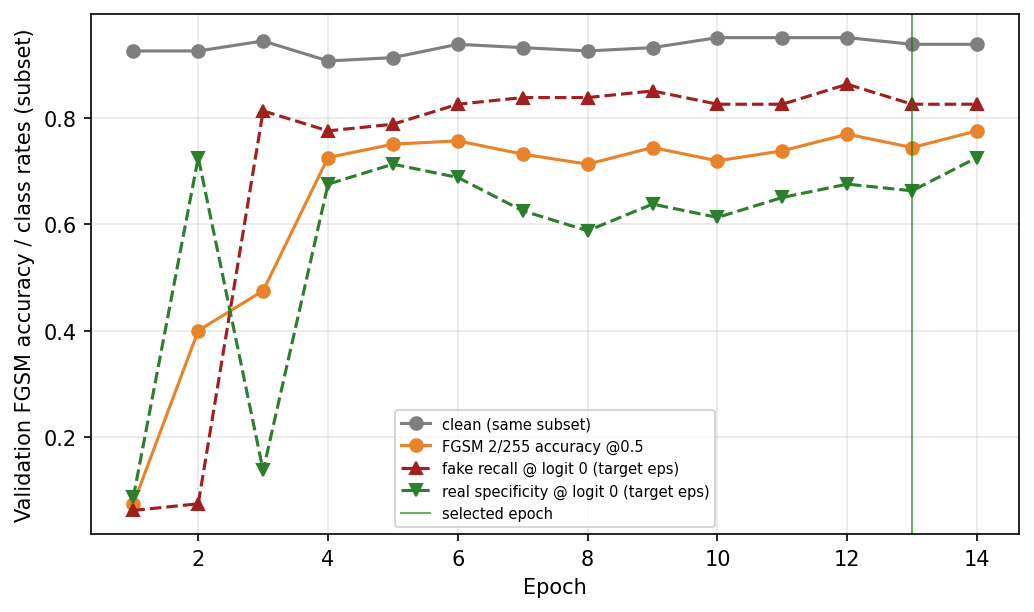 Validation FGSM accuracy / class rates (subset)
0.8
0.6
0.4
0.2
clean (same subset)
FGSM 2/255 accuracy @0.5
fake recall @ logit 0 (target eps)
real specificity @ logit 0 (target eps)
selected epoch
2 4 6 8 10 12 14
Epoch